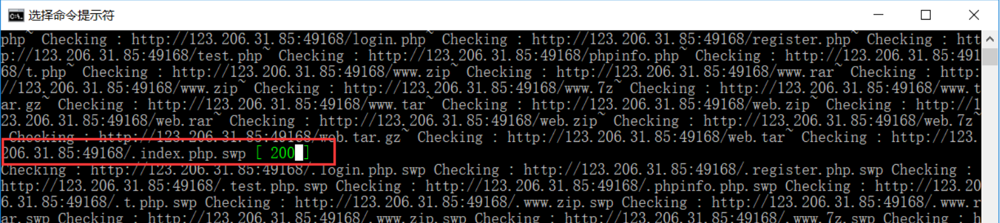 选择命令提示符
php~ Checking : http://123.206.31.85:49168/login.php~ Checking : http://123.206.31.85:49168/register.php~ Checking : htt
p://123.206.31.85:49168/test.php~ Checking : http://123.206.31.85:49168/phpinfo.php~ Checking : http://123.206.31.85:491
68/t.php~ Checking : http://123.206.31.85:49168/www.zip~ Checking : http://123.206.31.85:49168/www.rar~ Checking : http:
//123.206.31.85:49168/www.zip~ Checking : http://123.206.31.85:49168/www.7z~ Checking : http://123.206.31.85:49168/www.t
ar.gz~ Checking : http://123.206.31.85:49168/www.tar~ Checking : http://123.206.31.85:49168/web.zip~ Checking : http://1
23.206.31.85:49168/web.rar~ Checking : http://123.206.31.85:49168/web.zip~ Checking : http://123.206.31.85:49168/web.7z~
Checking : http://123.206.31.85:49168/web.tar.gz~ Checking : http://123.206.31.85:49168/web.tar~ Checking : http://123.
206.31.85:49168/.index.php.swp [ 200 ]
Checking : http://123.206.31.85:49168/.login.php.swp Checking : http://123.206.31.85:49168/.register.php.swp Checking :
http://123.206.31.85:49168/.test.php.swp Checking : http://123.206.31.85:49168/.phpinfo.php.swp Checking : http://123.20
6.31.85:49168/.t.php.swp Checking : http://123.206.31.85:49168/.www.zip.swp Checking : http://123.206.31.85:49168/.www.r
ar.swp Checking : http://123.206.31.85:49168/.www.zip.swp Checking : http://123.206.31.85:49168/.www.7z.swp Checking : h